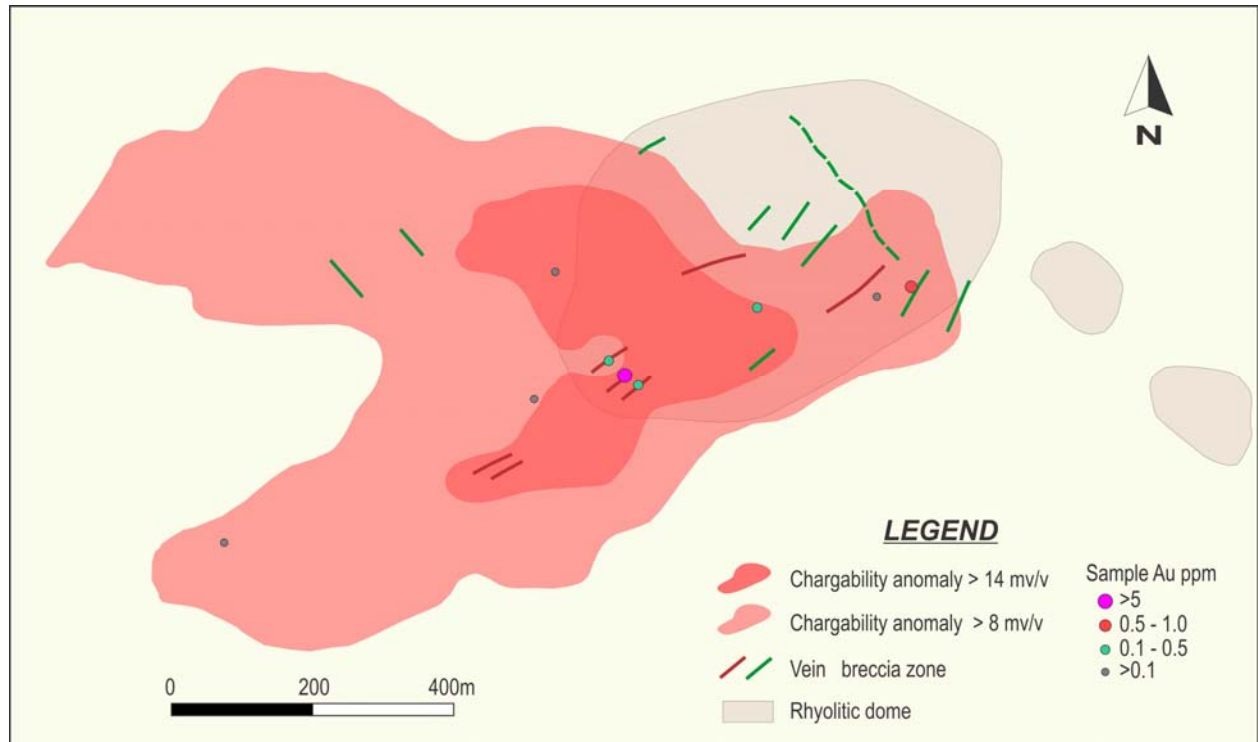 N
LEGEND
Chargability anomaly > 14 mv/v
Chargability anomaly > 8 mv/v
Vein breccia zone
Rhyolitic dome
Sample Au ppm
>5
0.5 - 1.0
0.1 - 0.5
>0.1
0 200 400m